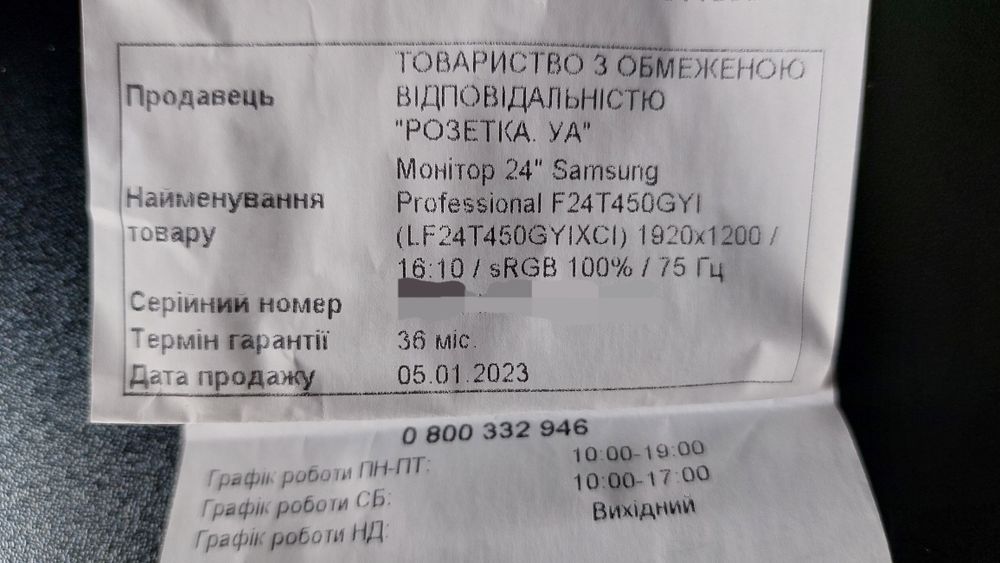 Продавець
ТОВАРИСТВО З ОБМЕЖЕНОЮ
ВІДПОВІДАЛЬНІСТЮ
"РОЗЕТКА. УА"
Найменування
товару
Монітор 24" Samsung
Professional F24T450GYI
(LF24T450GYIXCI) 1920x1200 /
16:10 / sRGB 100% / 75 Гц
Серійний номер
Термін гарантії 36 міс.
Дата продажу 05.01.2023
0 800 332 946
Графік роботи ПН-ПТ: 10:00-19:00
Графік роботи СБ: 10:00-17:00
Графік роботи НД: Вихідний